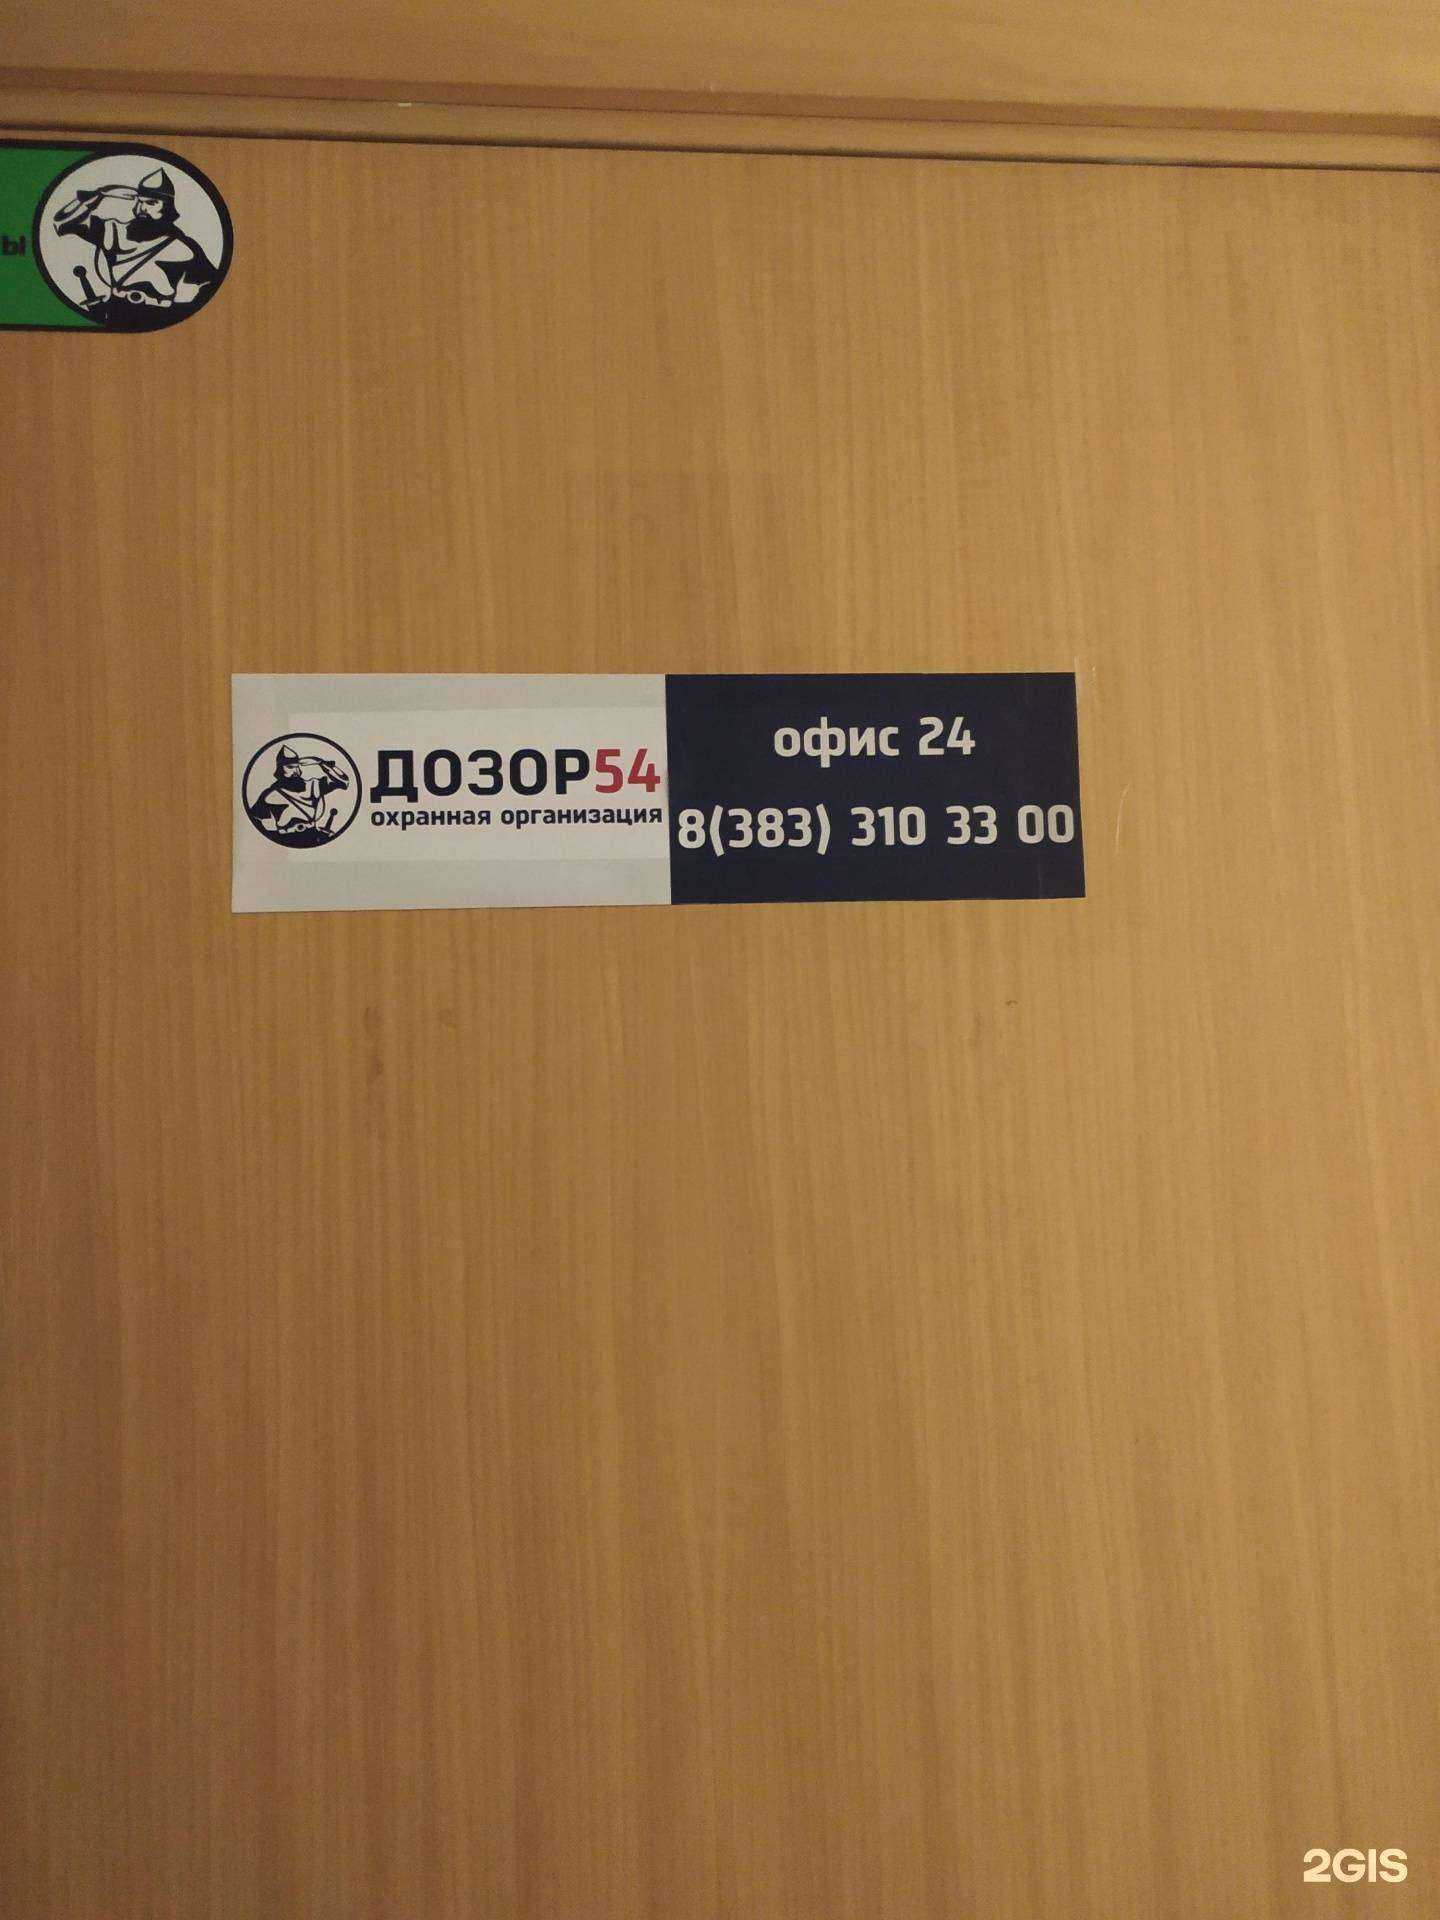 ы
ДОЗОР54
охранная организация
офис 24
8(383) 310 33 00
2GIS